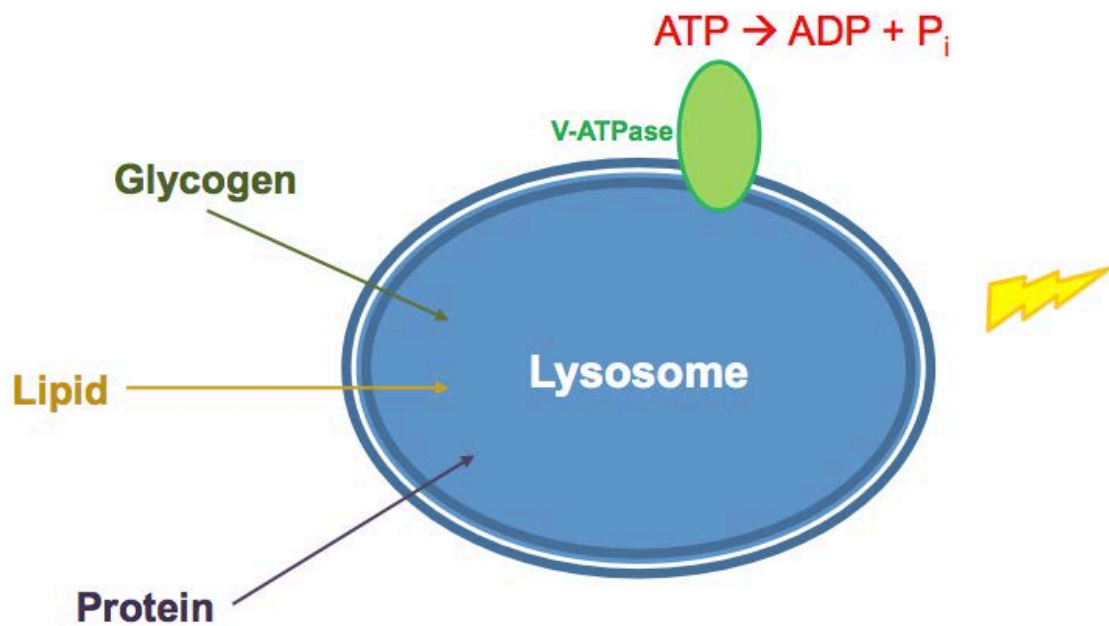 ATP → ADP + Pi
V-ATPase
Glycogen
Lysosome
Lipid
Protein